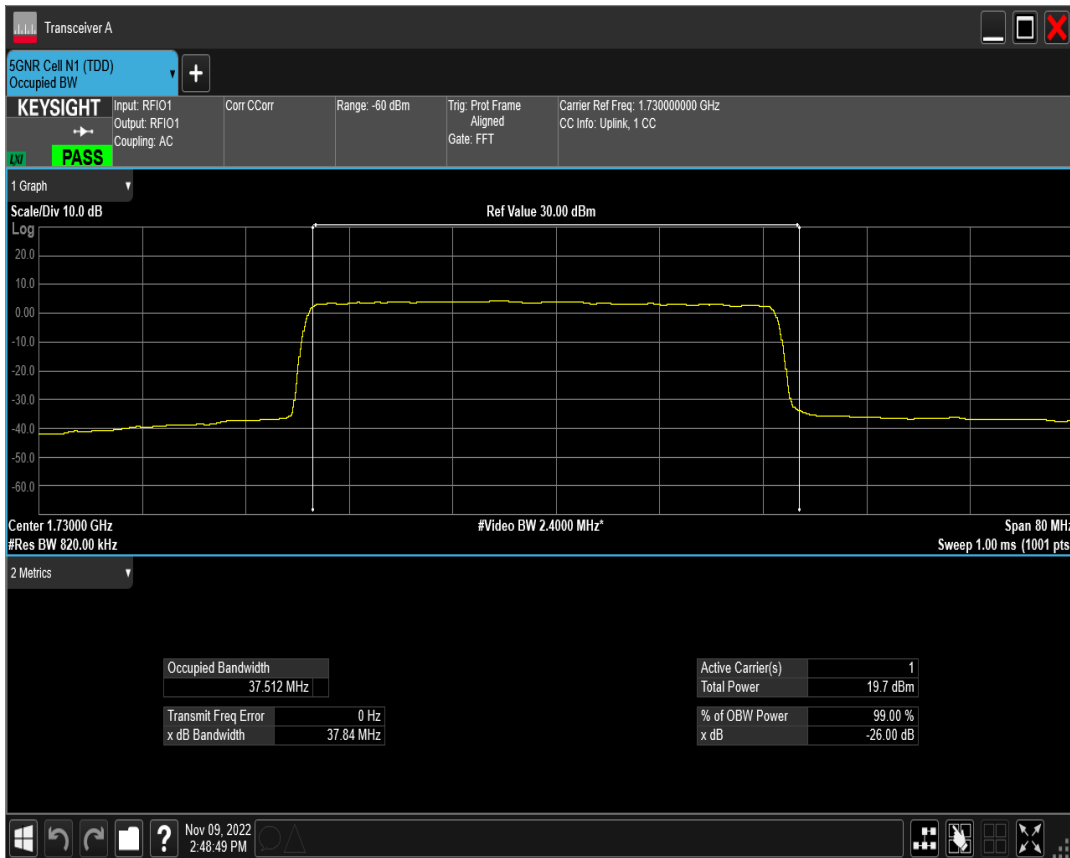 Transceiver A
5GNR Cell N1 (TDD)
Occupied BW
KEYSIGHT
LXI
PASS
Input: RFIO1
Output: RFIO1
Coupling: AC
Corr CCorr
Range: -60 dBm
Trig: Prot Frame
Aligned
Gate: FFT
Carrier Ref Freq: 1.730000000 GHz
CC Info: Uplink, 1 CC
1 Graph
Scale/Div 10.0 dB
Ref Value 30.00 dBm
Log
20.0
10.0
0.00
-10.0
-20.0
-30.0
-40.0
-50.0
-60.0
Center 1.73000 GHz
#Video BW 2.4000 MHz*
Span 80 MHz
#Res BW 820.00 kHz
Sweep 1.00 ms (1001 pts
2 Metrics
Occupied Bandwidth
37.512 MHz
Transmit Freq Error 0 Hz
x dB Bandwidth 37.84 MHz
Active Carrier(s) 1
Total Power 19.7 dBm
% of OBW Power 99.00 %
x dB -26.00 dB
?
Nov 09, 2022
2:48:49 PM